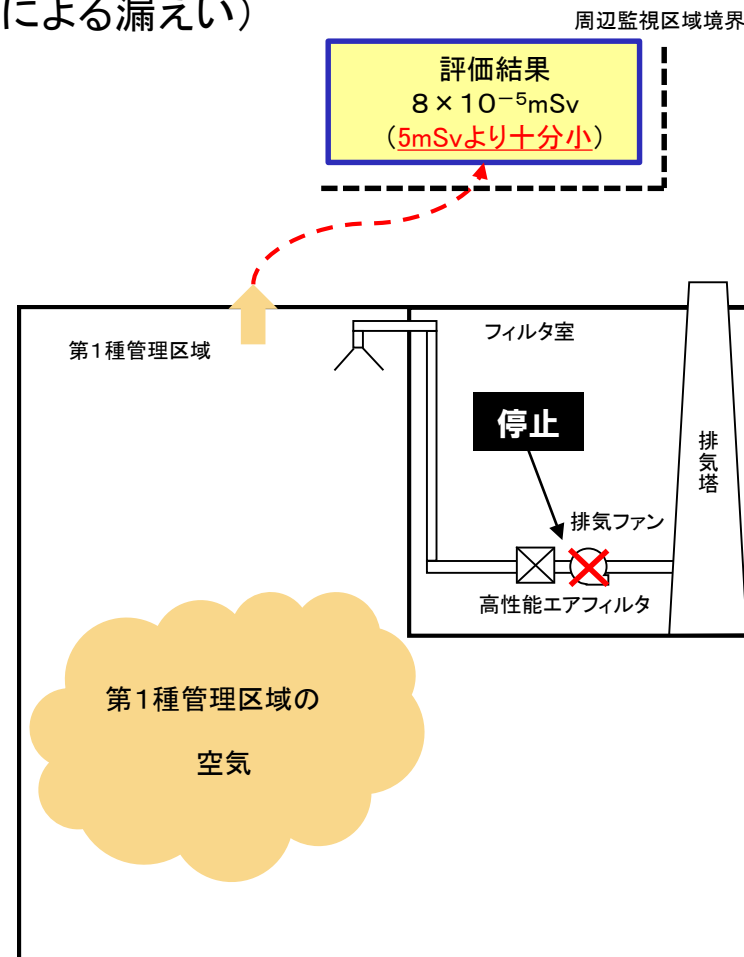 による漏えい）
周辺監視区域境界
評価結果
８×１０⁻⁵mSv
（5mSvより十分小）
第１種管理区域
フィルタ室
停止
排気塔
排気ファン
高性能エアフィルタ
第１種管理区域の
空気